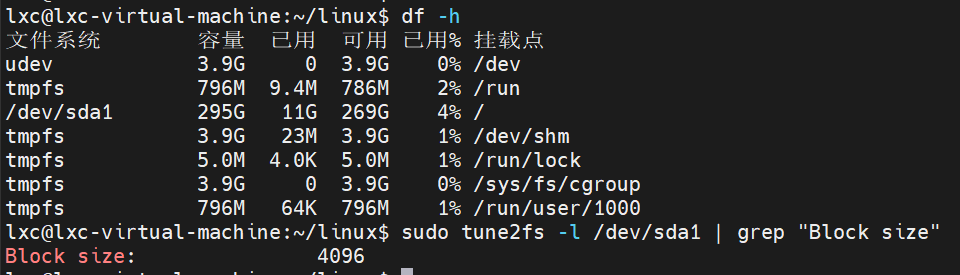 lxc@lxc-virtual-machine:~/linux$ df -h
文件系统        容量  已用  可用 已用% 挂载点
udev            3.9G     0  3.9G    0% /dev
tmpfs           796M  9.4M  786M    2% /run
/dev/sda1       295G   11G  269G    4% /
tmpfs           3.9G   23M  3.9G    1% /dev/shm
tmpfs           5.0M  4.0K  5.0M    1% /run/lock
tmpfs           3.9G     0  3.9G    0% /sys/fs/cgroup
tmpfs           796M   64K  796M    1% /run/user/1000
lxc@lxc-virtual-machine:~/linux$ sudo tune2fs -l /dev/sda1 | grep "Block size"
Block size:               4096
lxc@lxc-virtual-machine:~/linux$